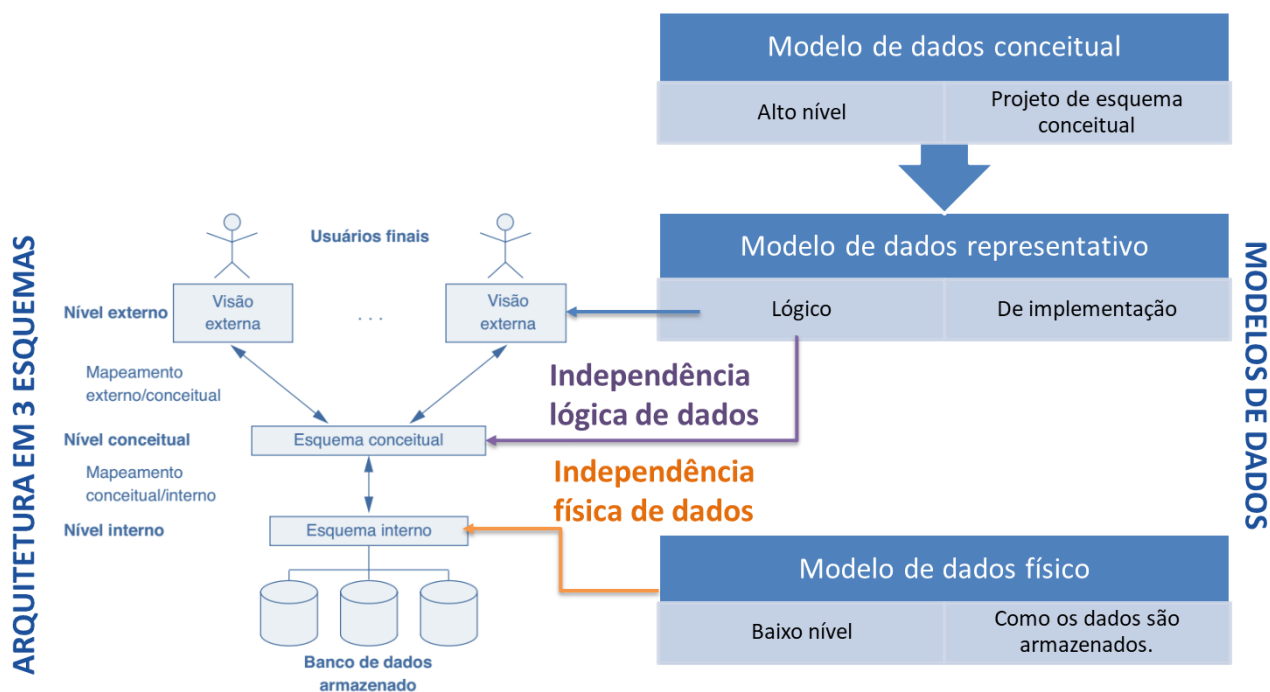 ARQUITETURA EM 3 ESQUEMAS
Usuários finais
Nível externo
Visão
externa
. . .
Visão
externa
Mapeamento
externo/conceitual
Nível conceitual
Esquema conceitual
Mapeamento
conceitual/interno
Nível interno
Esquema interno
Banco de dados
armazenado
Independência
lógica de dados
Independência
física de dados
Modelo de dados conceitual
Alto nível
Projeto de esquema
conceitual
Modelo de dados representativo
Lógico
De implementação
Modelo de dados físico
Baixo nível
Como os dados são
armazenados.
MODELOS DE DADOS